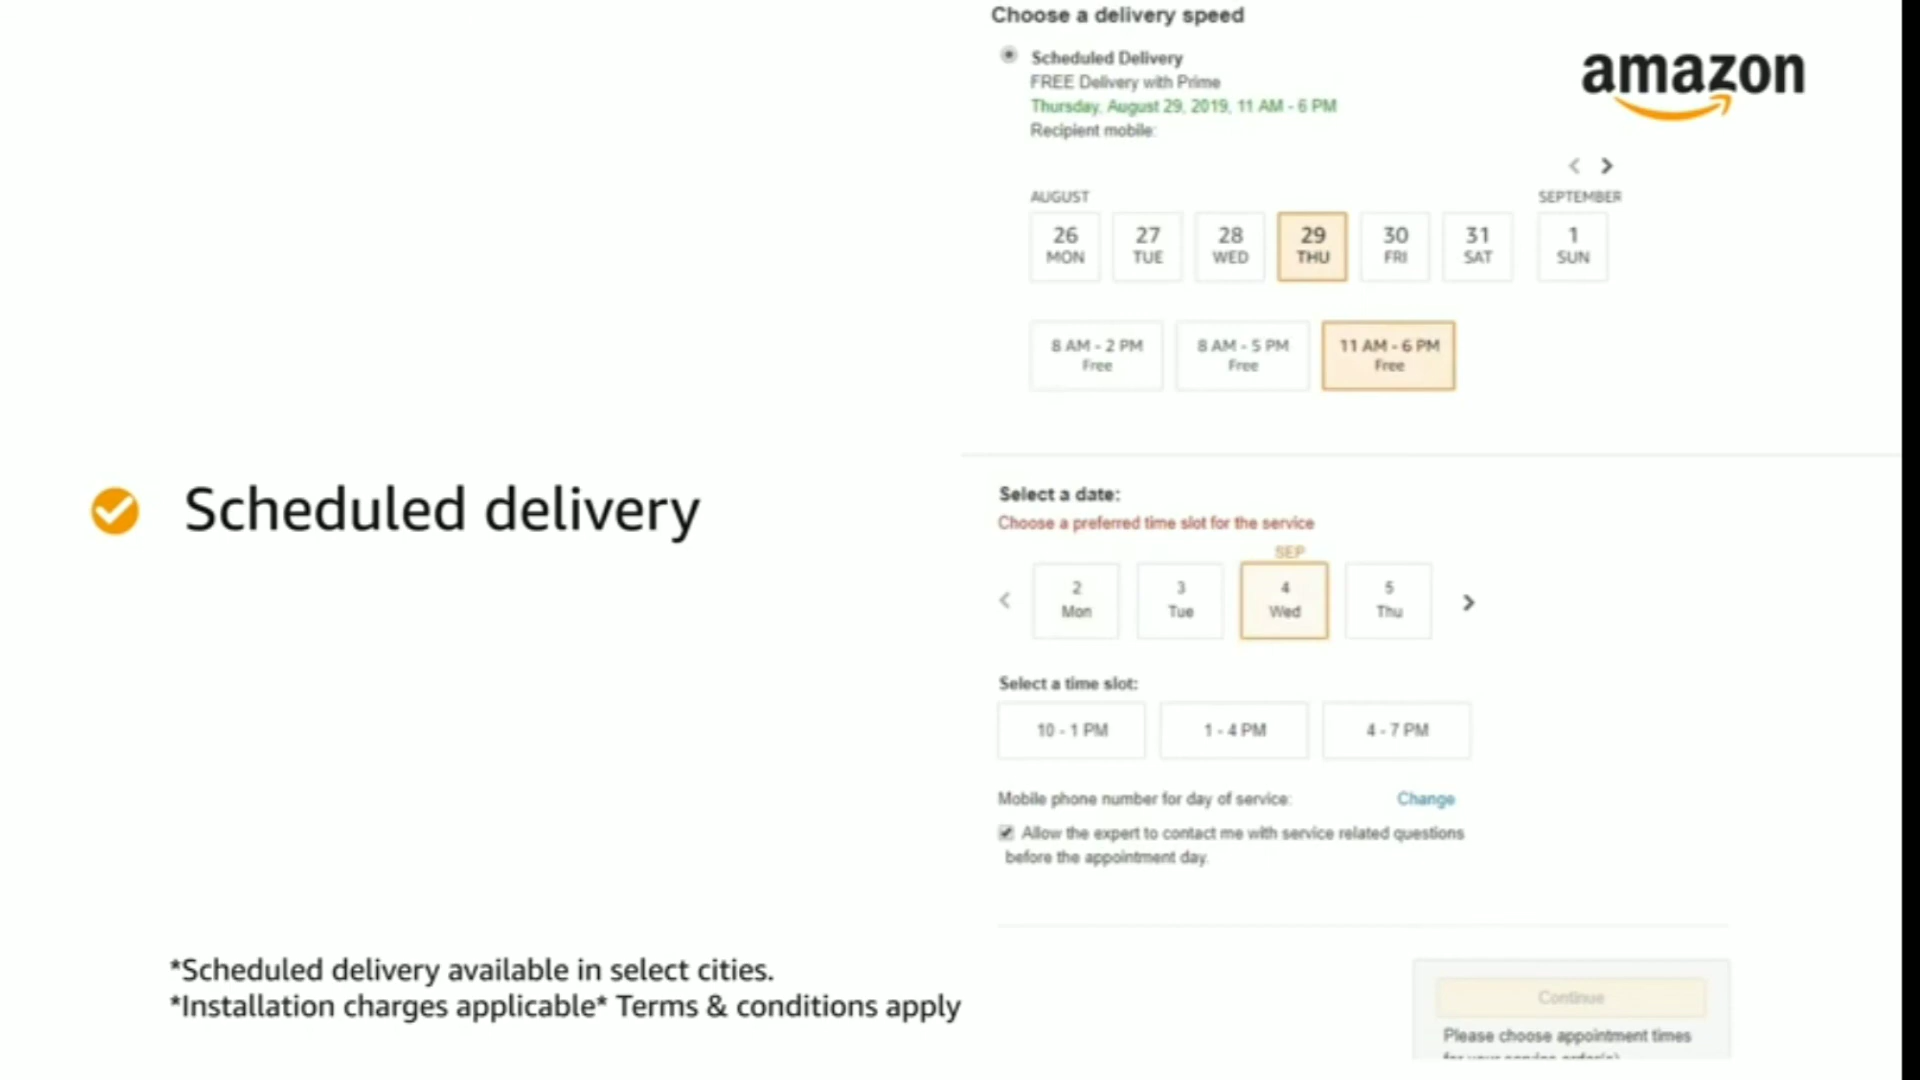 Choose a delivery speed
Scheduled Delivery
FREE Delivery with Prime
Thursday, August 29, 2019, 11 AM - 6 PM
Recipient mobile:
amazon
AUGUST SEPTEMBER
26 27 28 29 30 31 1
MON TUE WED THU FRI SAT SUN
8 AM - 2 PM 8 AM - 5 PM 11 AM - 6 PM
Free Free Free
Scheduled delivery
Select a date:
Choose a preferred time slot for the service
SEP
2 3 4 5
Mon Tue Wed Thu
Select a time slot:
10 - 1 PM 1 - 4 PM 4 - 7 PM
Mobile phone number for day of service: Change
Allow the expert to contact me with service related questions
before the appointment day.
*Scheduled delivery available in select cities.
*Installation charges applicable* Terms & conditions apply
Continue
Please choose appointment times
for your service order(s)